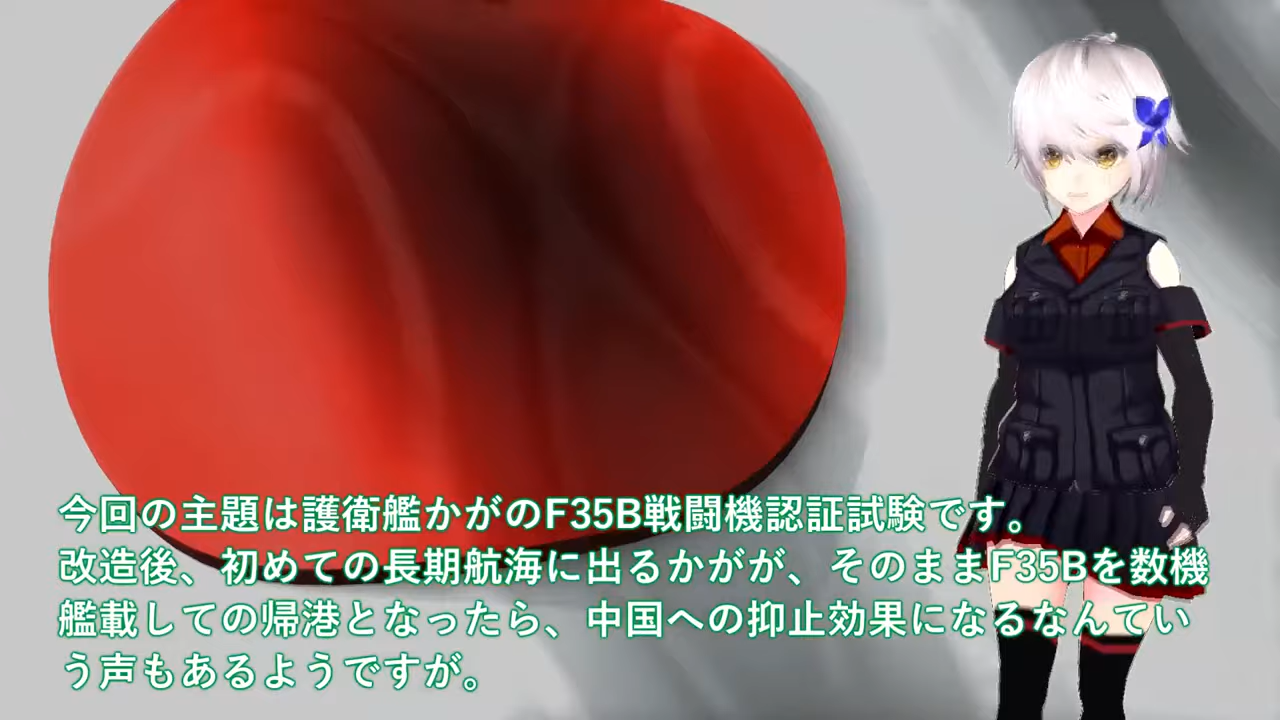 今回の主題は護衛艦かがのF35B戦闘機認証試験です。
改造後、初めての長期航海に出るかがが、そのままF35Bを数機
艦載しての帰港となったら、中国への抑止効果になるなんてい
う声もあるようですが。